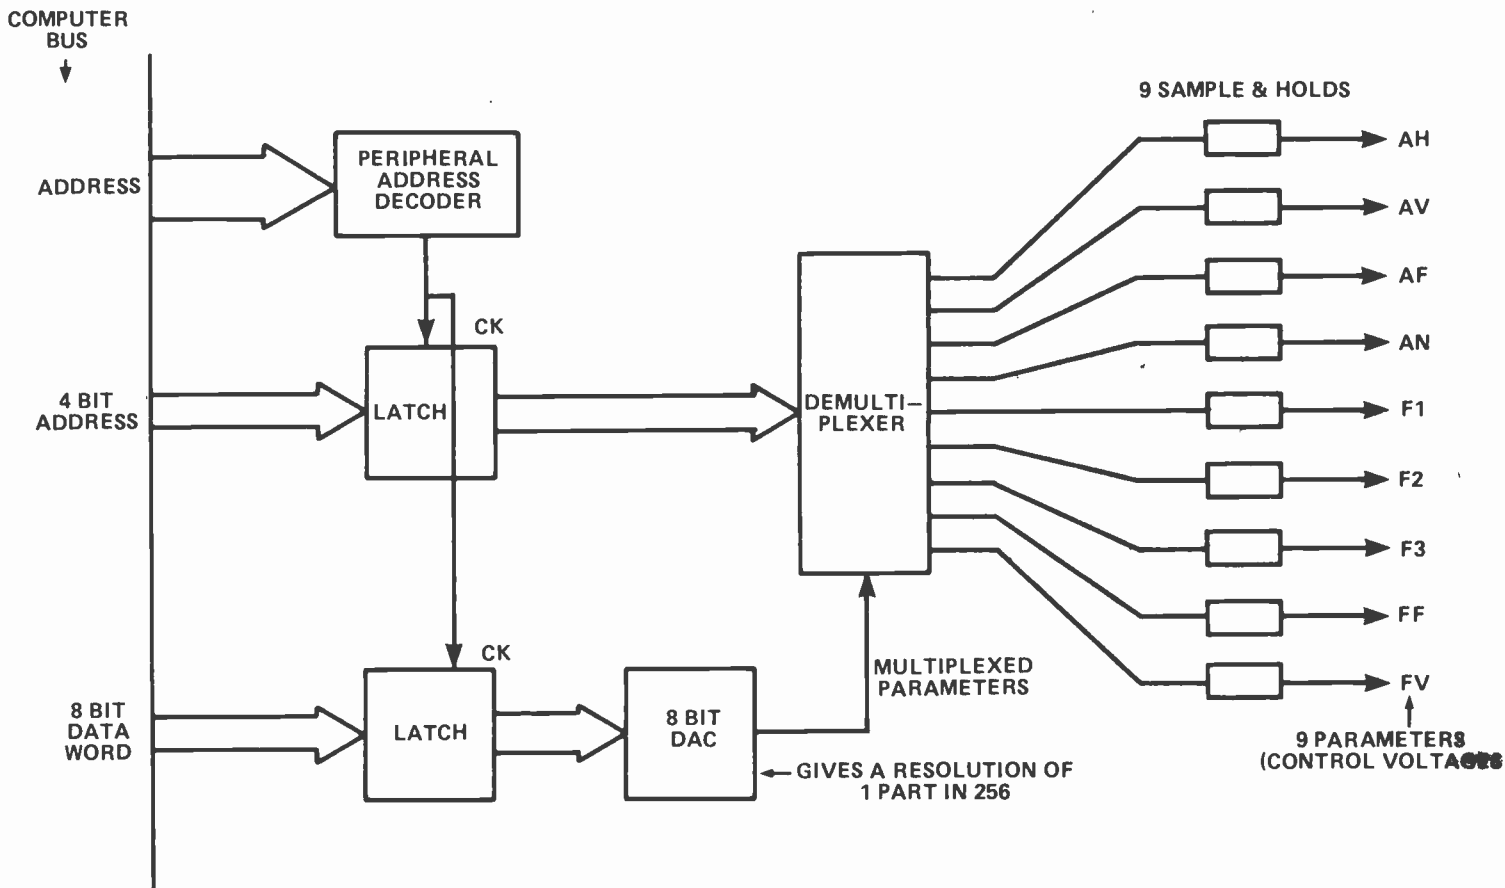 COMPUTER
BUS
9 SAMPLE & HOLDS
AH
PERIPHERAL
ADDRESS
DECODER
ADDRESS
AV
AF
CK
AN
4 BIT
ADDRESS
LATCH
DEMULTI—
PLEXER
F1
F2
F3
CK
FF
MULTIPLEXED
PARAMETERS
FV
8 BIT
DATA
WORD
LATCH
8 BIT
DAC
GIVES A RESOLUTION OF
1 PART IN 256
9 PARAMETERS
(CONTROL VOLTAGES